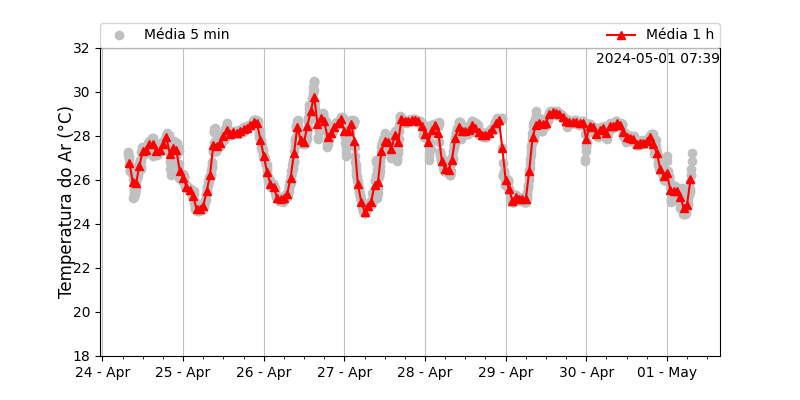 Média 5 min
Média 1 h
2024-05-01 07:39
Temperatura do Ar (°C)
32
30
28
26
24
22
20
18
24 - Apr
25 - Apr
26 - Apr
27 - Apr
28 - Apr
29 - Apr
30 - Apr
01 - May